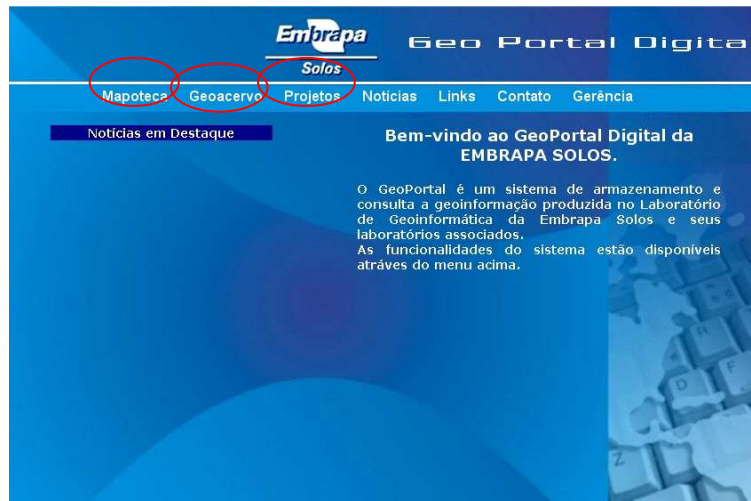 Embrapa
Solos
Geo Portal Digita
Mapoteca Geoacervo Projetos Notícias Links Contato Gerência
Notícias em Destaque
Bem-vindo ao GeoPortal Digital da
EMBRAPA SOLOS.
O GeoPortal é um sistema de armazenamento e
consulta a geoinformação produzida no Laboratório
de Geoinformática da Embrapa Solos e seus
laboratórios associados.
As funcionalidades do sistema estão disponíveis
atráves do menu acima.
R
D F
Z